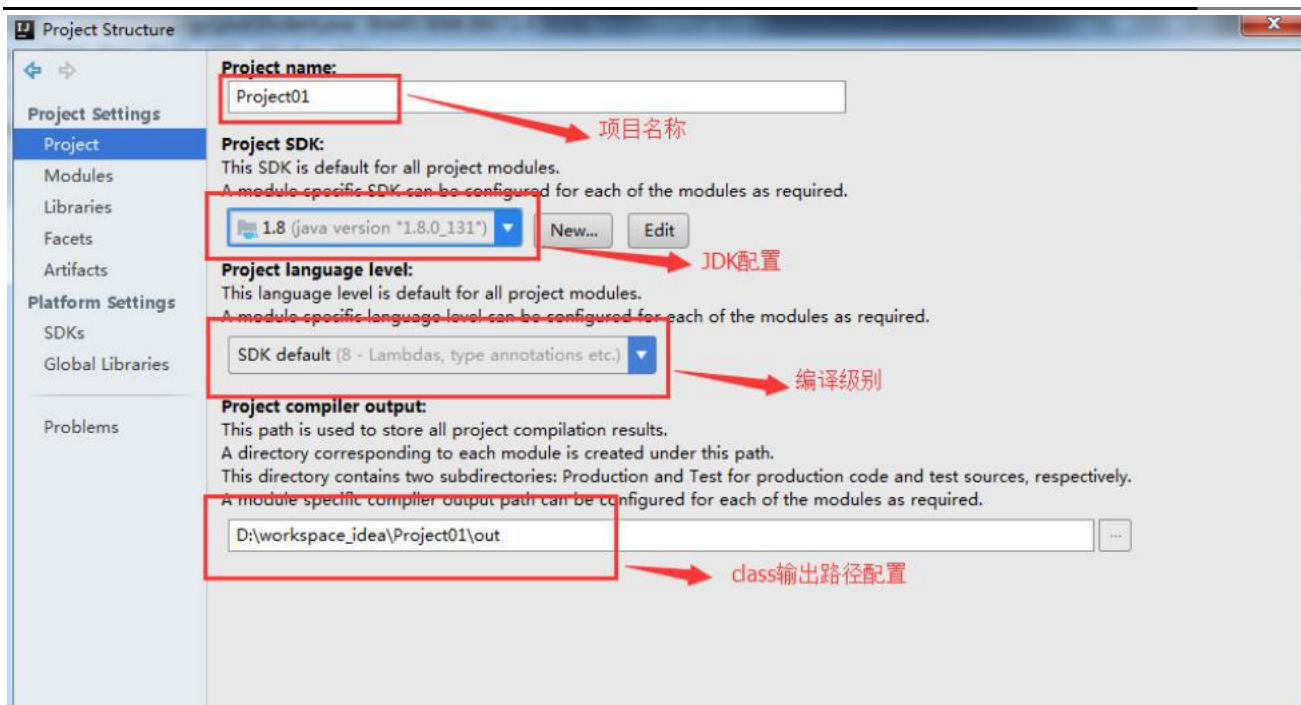 Project Structure
Project name:
Project01
项目名称
Project Settings
Project
Modules
Libraries
Facets
Artifacts
Platform Settings
SDKs
Global Libraries
Problems
Project SDK:
This SDK is default for all project modules.
A module specific SDK can be configured for each of the modules as required.
1.8 (java version "1.8.0_131")
New...
Edit
JDK配置
Project language level:
This language level is default for all project modules.
A module specific language level can be configured for each of the modules as required.
SDK default (8 - Lambdas, type annotations etc.)
编译级别
Project compiler output:
This path is used to store all project compilation results.
A directory corresponding to each module is created under this path.
This directory contains two subdirectories: Production and Test for production code and test sources, respectively.
A module specific compiler output path can be configured for each of the modules as required.
D:\workspace_idea\Project01\out
...
class输出路径配置